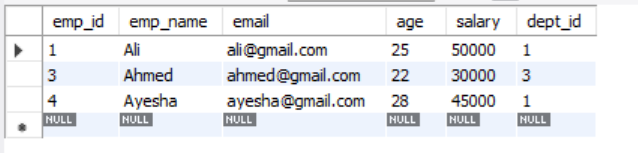 emp_id emp_name email age salary dept_id
1 Ali ali@gmail.com 25 50000 1
3 Ahmed ahmed@gmail.com 22 30000 3
4 Ayesha ayesha@gmail.com 28 45000 1
NULL NULL NULL NULL NULL NULL